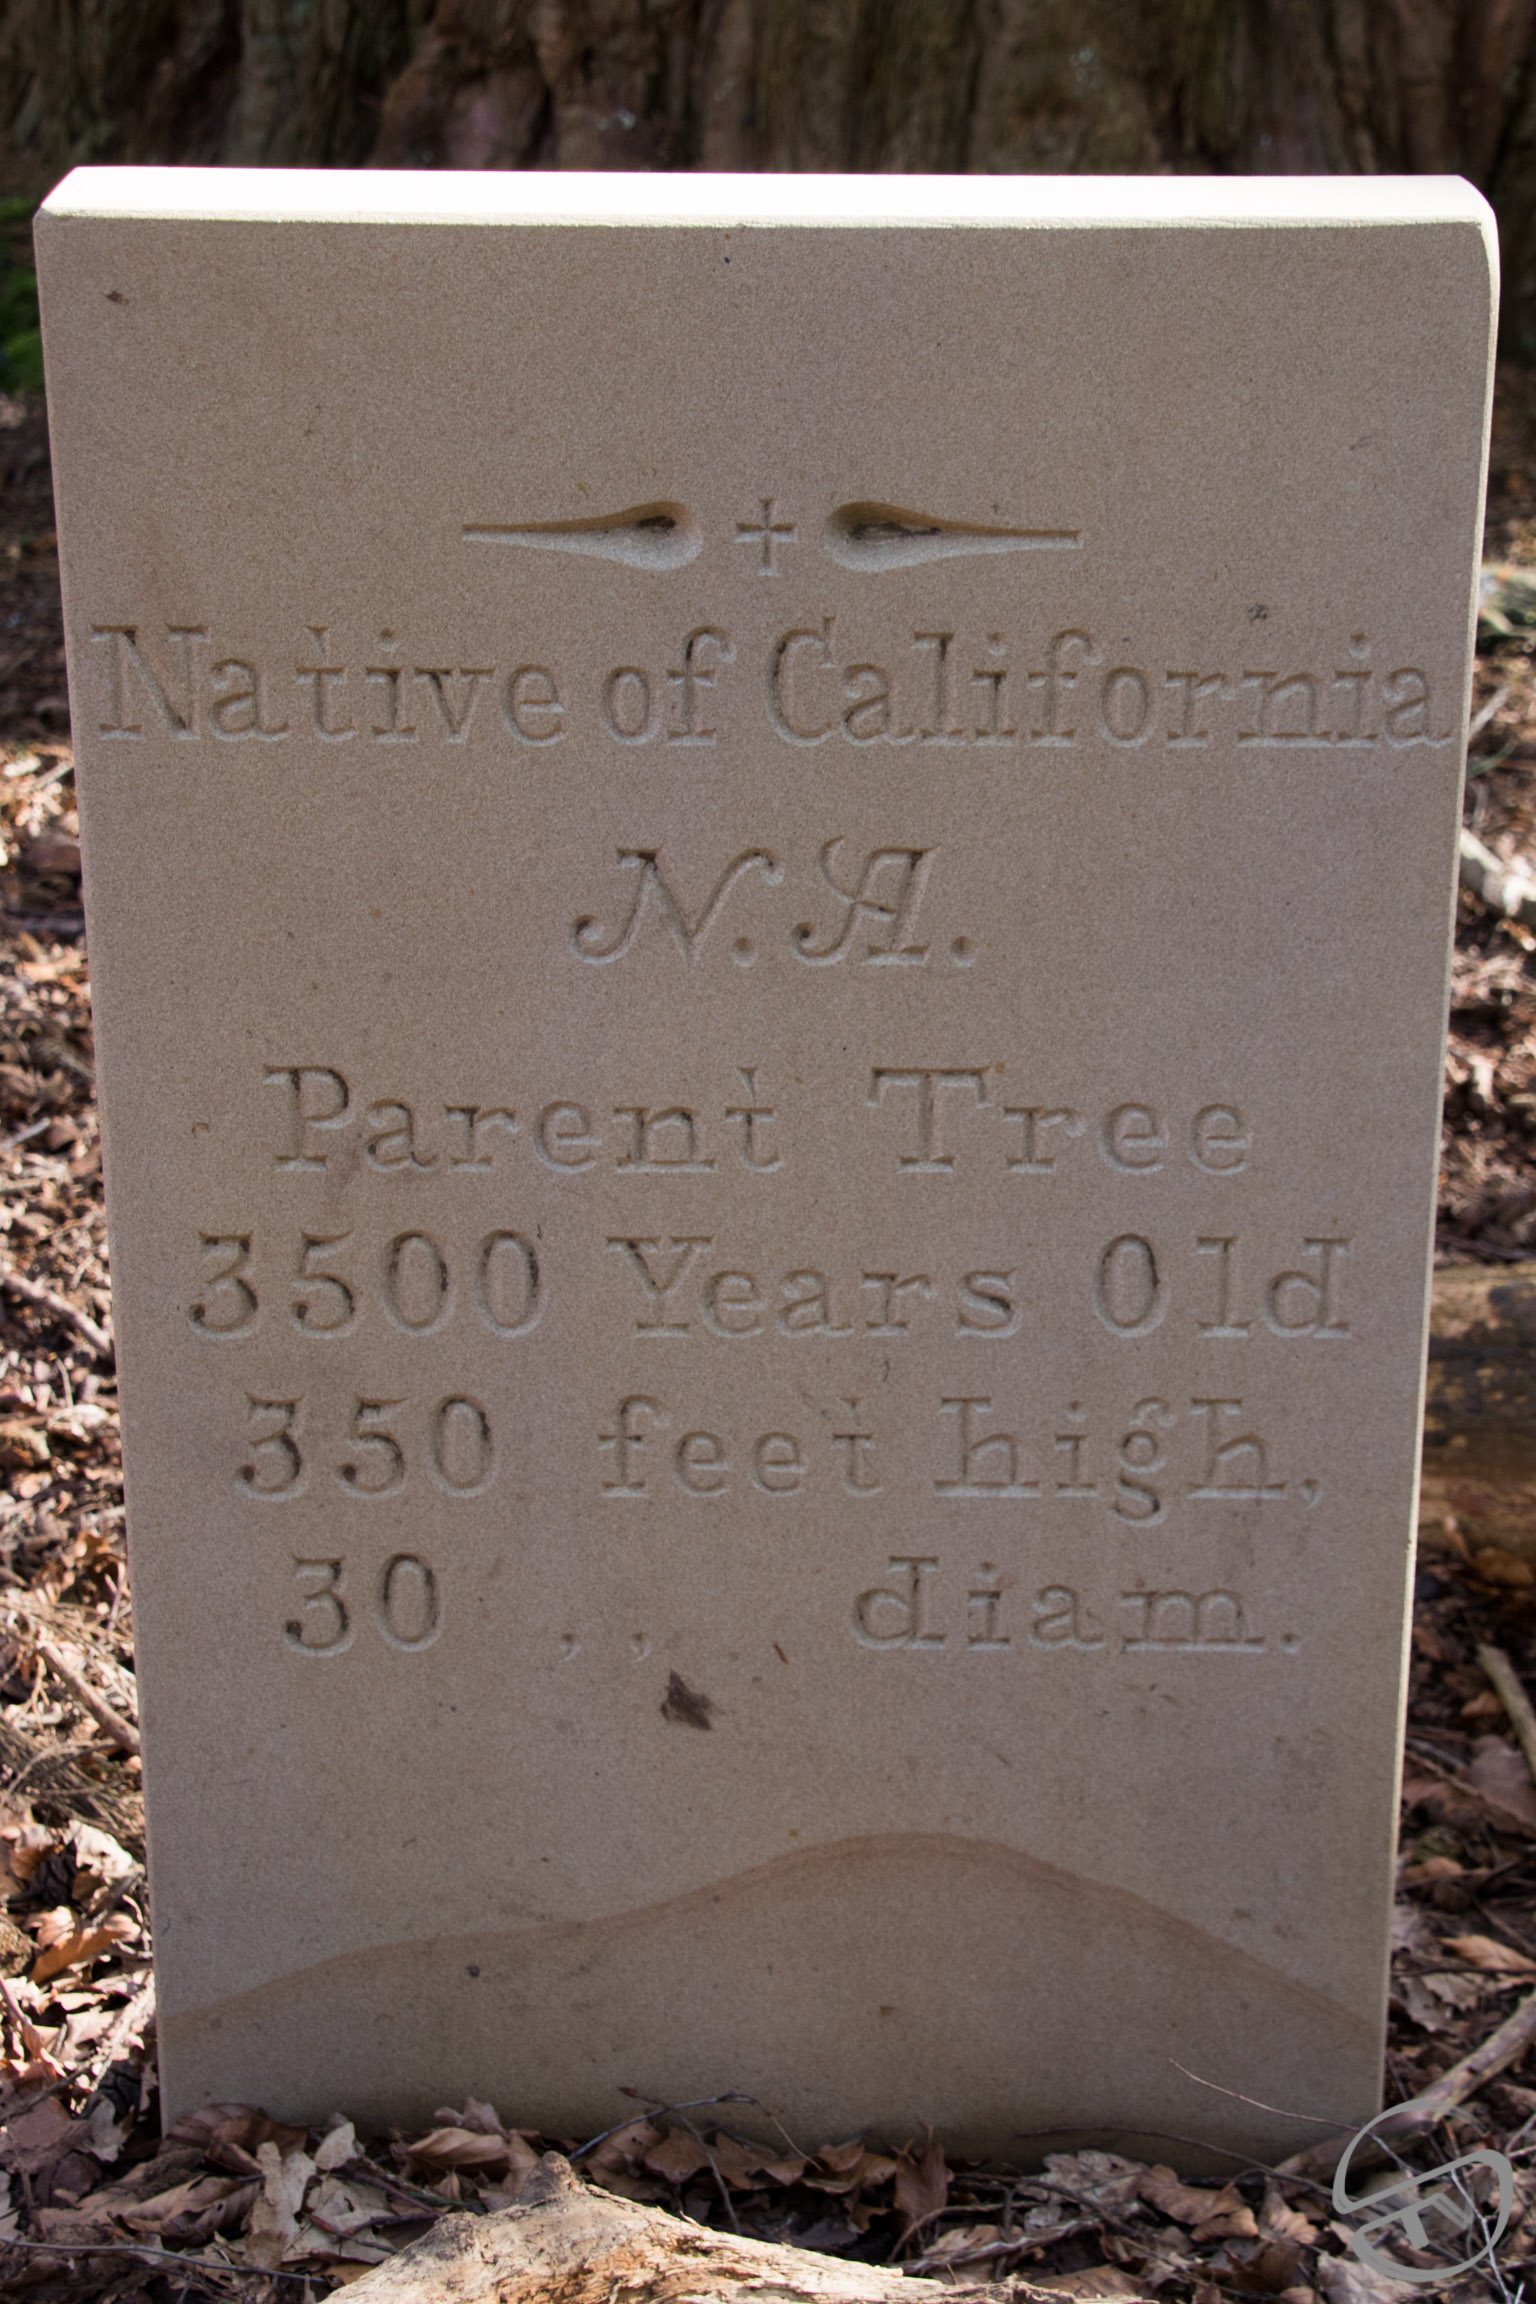 Native of California
N.A.
Parent Tree
3500 Years Old
350 feet high,
30 ,, diam.